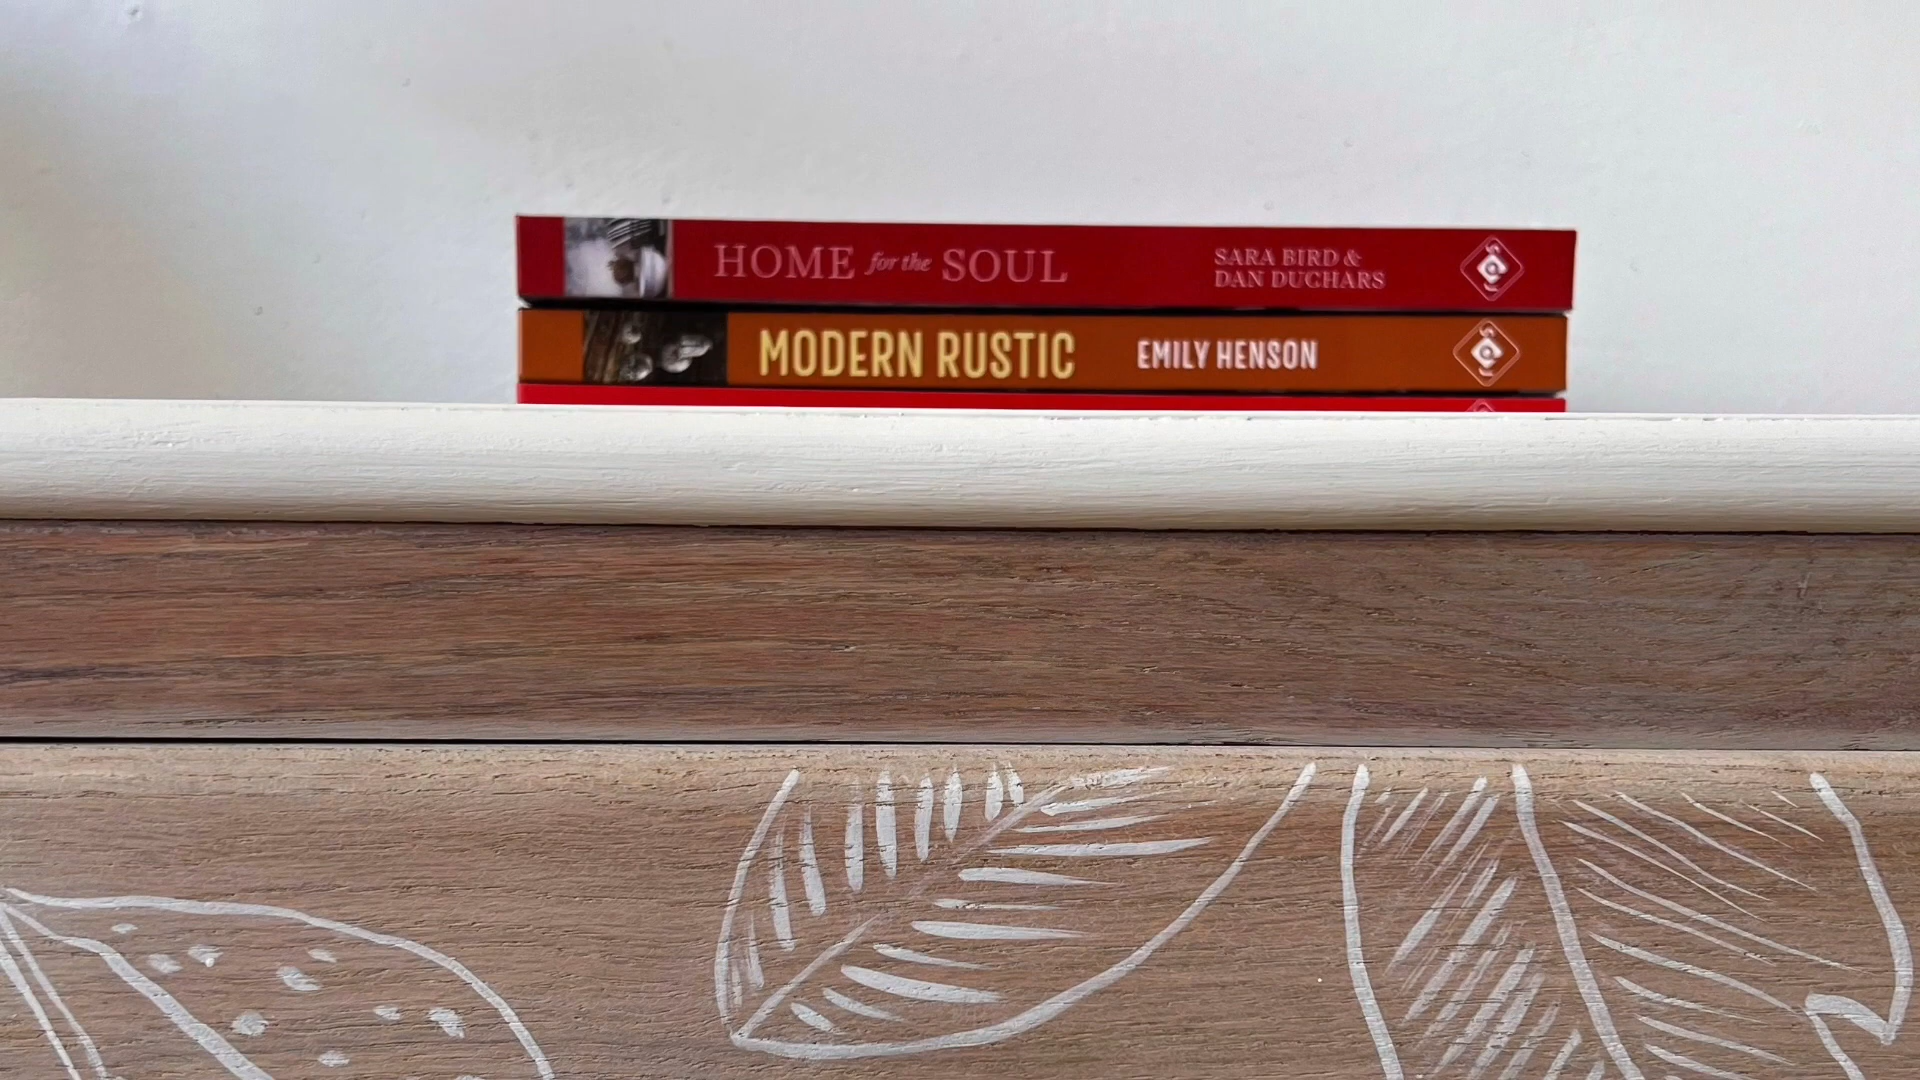 HOME for the SOUL
SARA BIRD &
DAN DUCHARS
MODERN RUSTIC EMILY HENSON